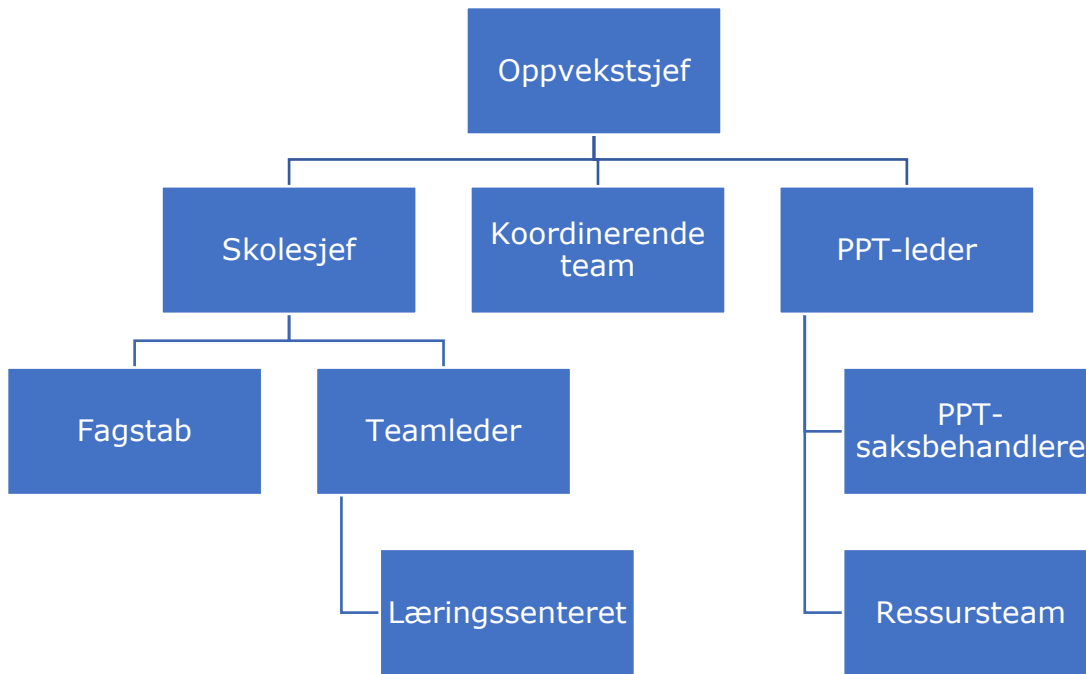 Oppvekstsjef
Skolesjef
Koordinerende
team
PPT-leder
Fagstab
Teamleder
PPT-
saksbehandlere
Læringssenteret
Ressursteam